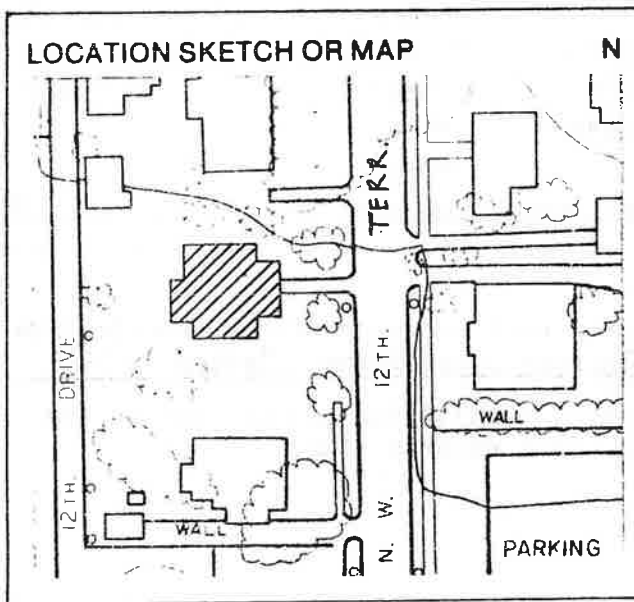 LOCATION SKETCH OR MAP N
TERR.
12TH.
N. W.
12TH. DRIVE
WALL
WALL
PARKING